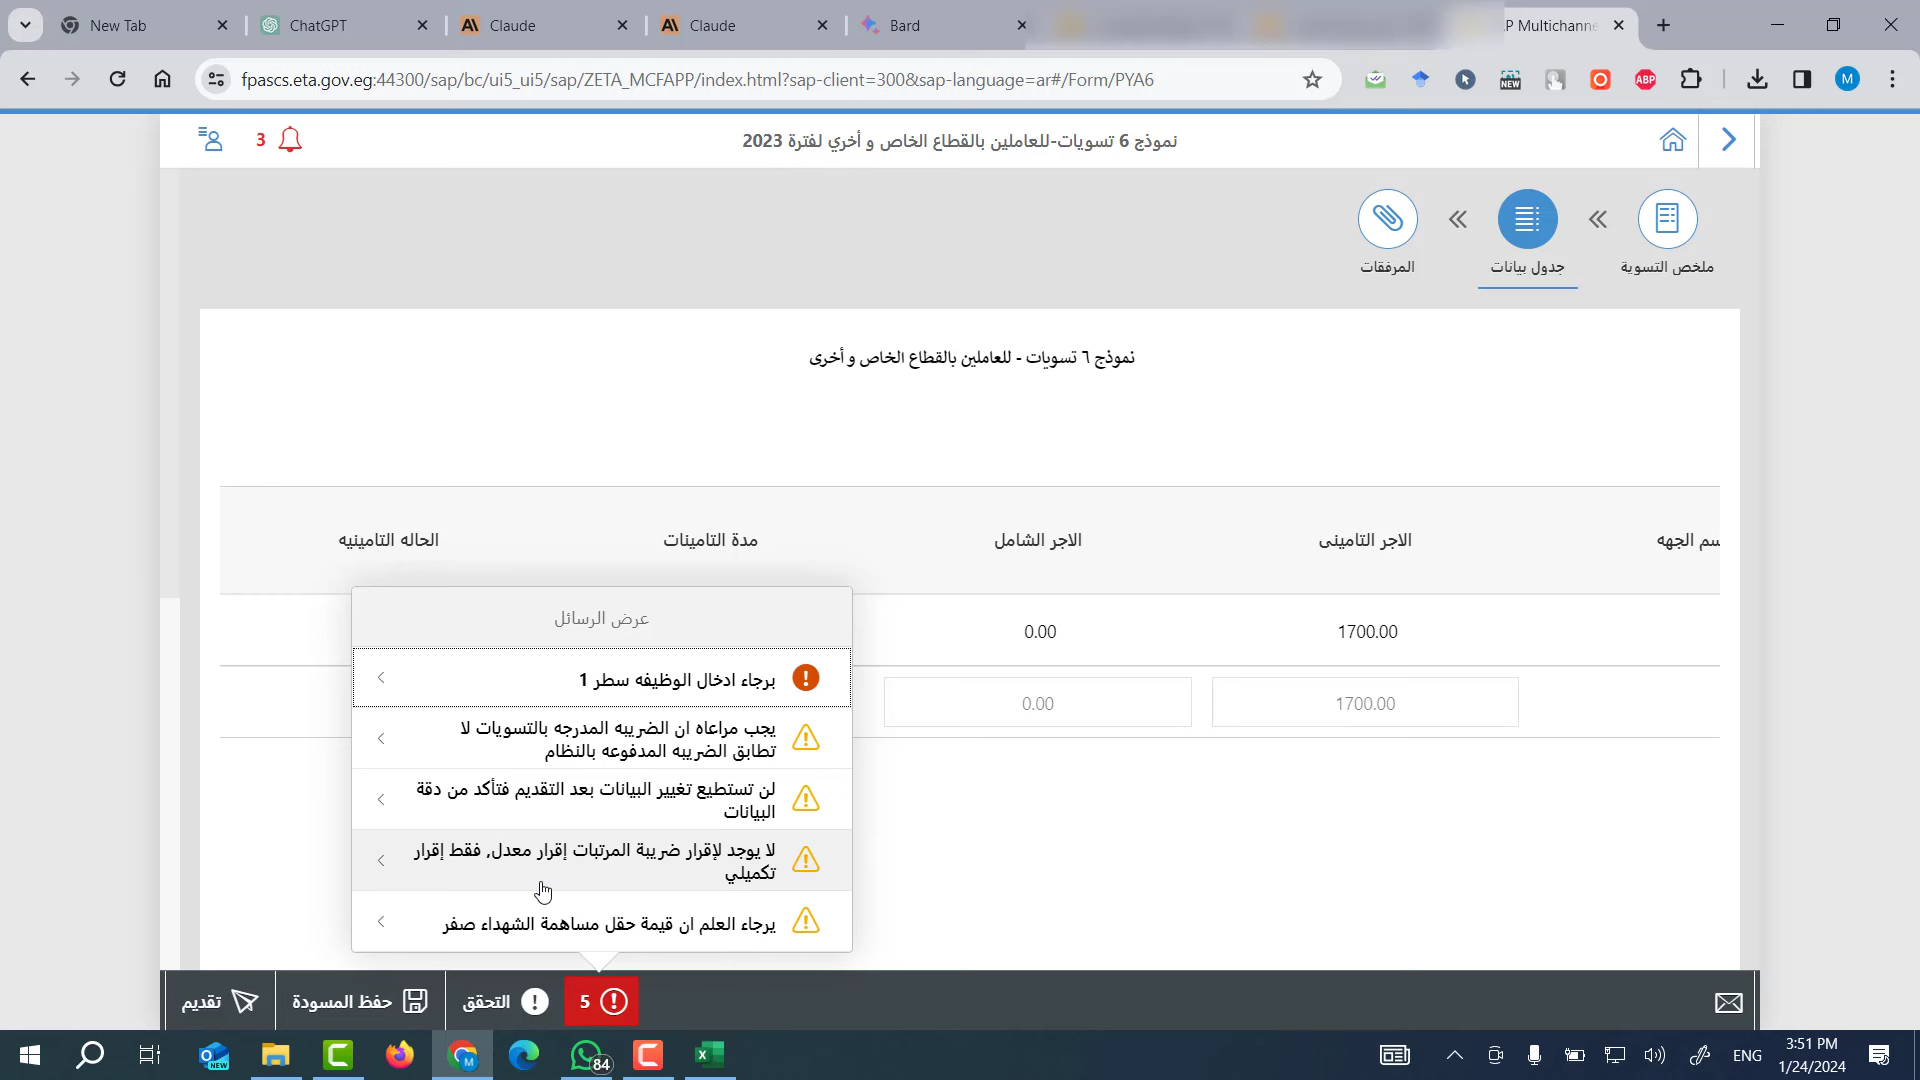 New Tab
ChatGPT
Claude
Claude
Bard
P Multichanne
fpascs.eta.gov.eg:44300/sap/bc/ui5_ui5/sap/ZETA_MCFAPP/index.html?sap-client=300&sap-language=ar#/Form/PYA6
NEW
ABP
M
نموذج 6 تسويات-للعاملين بالقطاع الخاص و أخري لفترة 2023
3
ملخص التسوية
جدول بيانات
المرفقات
نموذج ٦ تسويات - للعاملين بالقطاع الخاص و أخرى
سم الجهه
الاجر التامينى
الاجر الشامل
مدة التامينات
الحاله التامينيه
1700.00
0.00
1700.00
0.00
عرض الرسائل
برجاء ادخال الوظيفه سطر 1
يجب مراعاه ان الضريبه المدرجه بالتسويات لا
تطابق الضريبه المدفوعه بالنظام
لن تستطيع تغيير البيانات بعد التقديم فتأكد من دقة
البيانات
لا يوجد لإقرار ضريبة المرتبات إقرار معدل, فقط إقرار
تكميلي
يرجاء العلم ان قيمة حقل مساهمة الشهداء صفر
5
التحقق
حفظ المسودة
تقديم
NEW
M
84
ENG
3:51 PM
1/24/2024